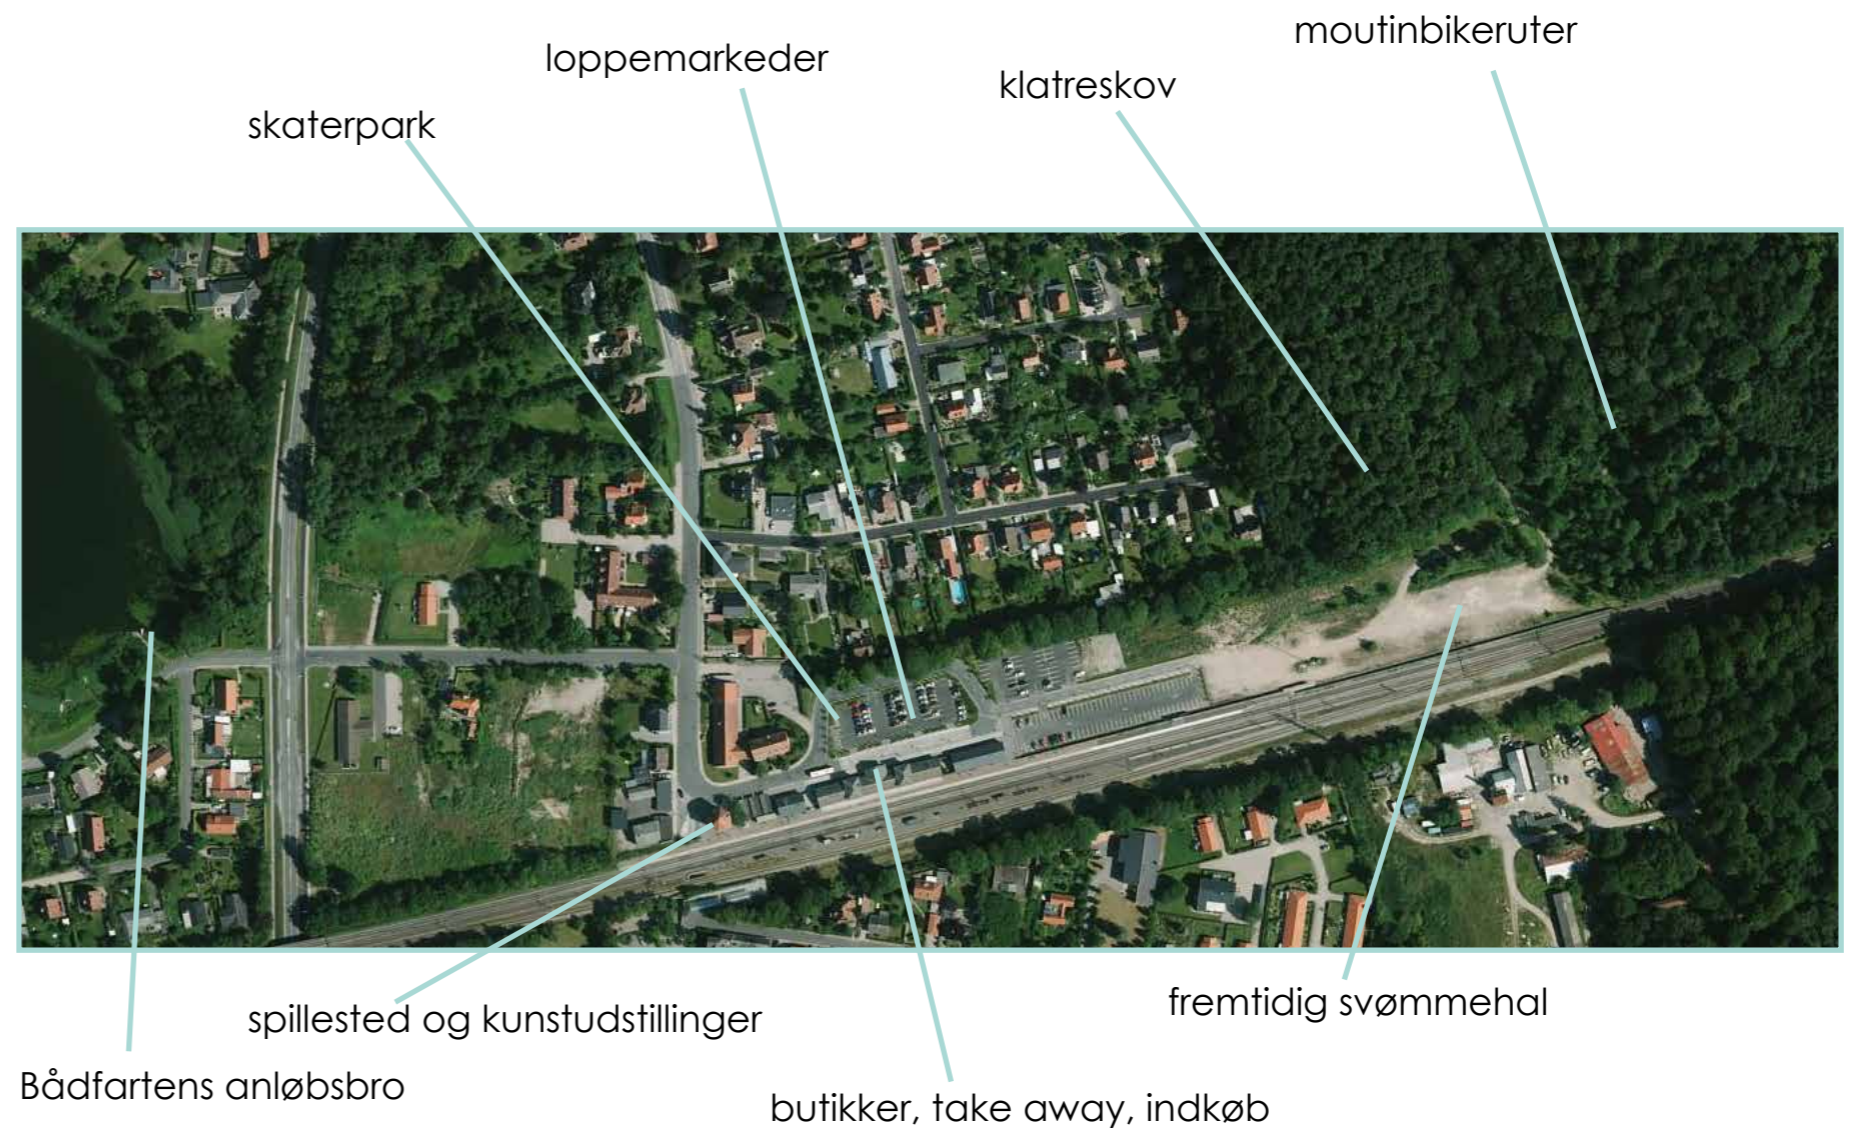 moutinbikeruter
loppemarkeder
klatreskov
skaterpark
fremtidig svømmehal
spillested og kunstudstillinger
Bådfartens anløbsbro
butikker, take away, indkøb